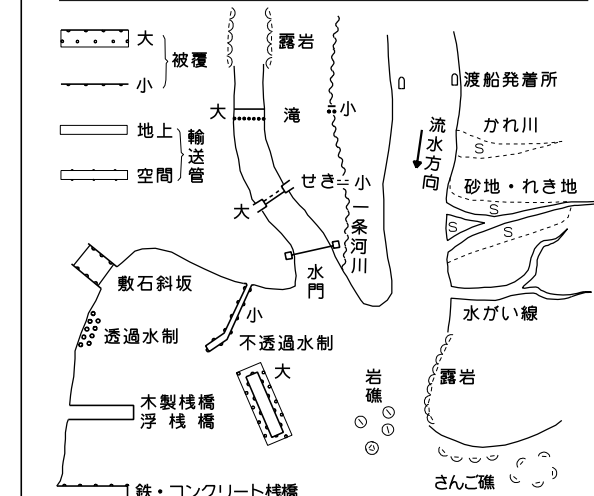 大
被覆
小
地上
輸送管
空間
露岩
大
滝
小
せき
小
大
一条河川
水門
渡船発着所
流水方向
かれ川
S
砂地・れき地
S
S
S
水がい線
敷石斜坂
透過水制
小
不透過水制
大
木製桟橋
浮桟橋
鉄・コンクリート桟橋
岩礁
露岩
さんご礁